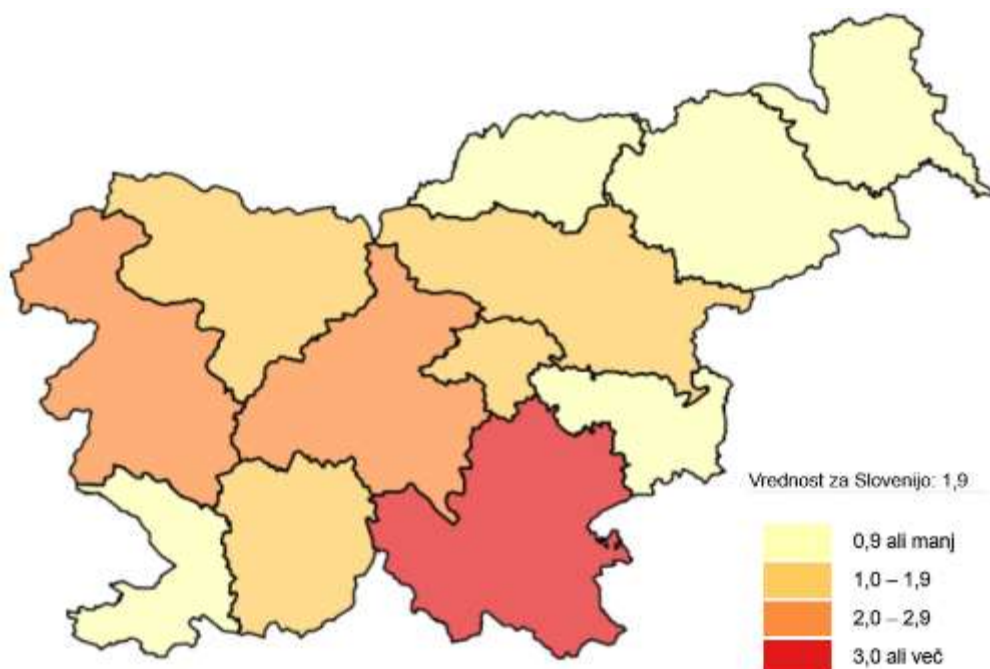 Vrednost za Slovenijo: 1,9
0,9 ali manj
1,0 – 1,9
2,0 – 2,9
3,0 ali več